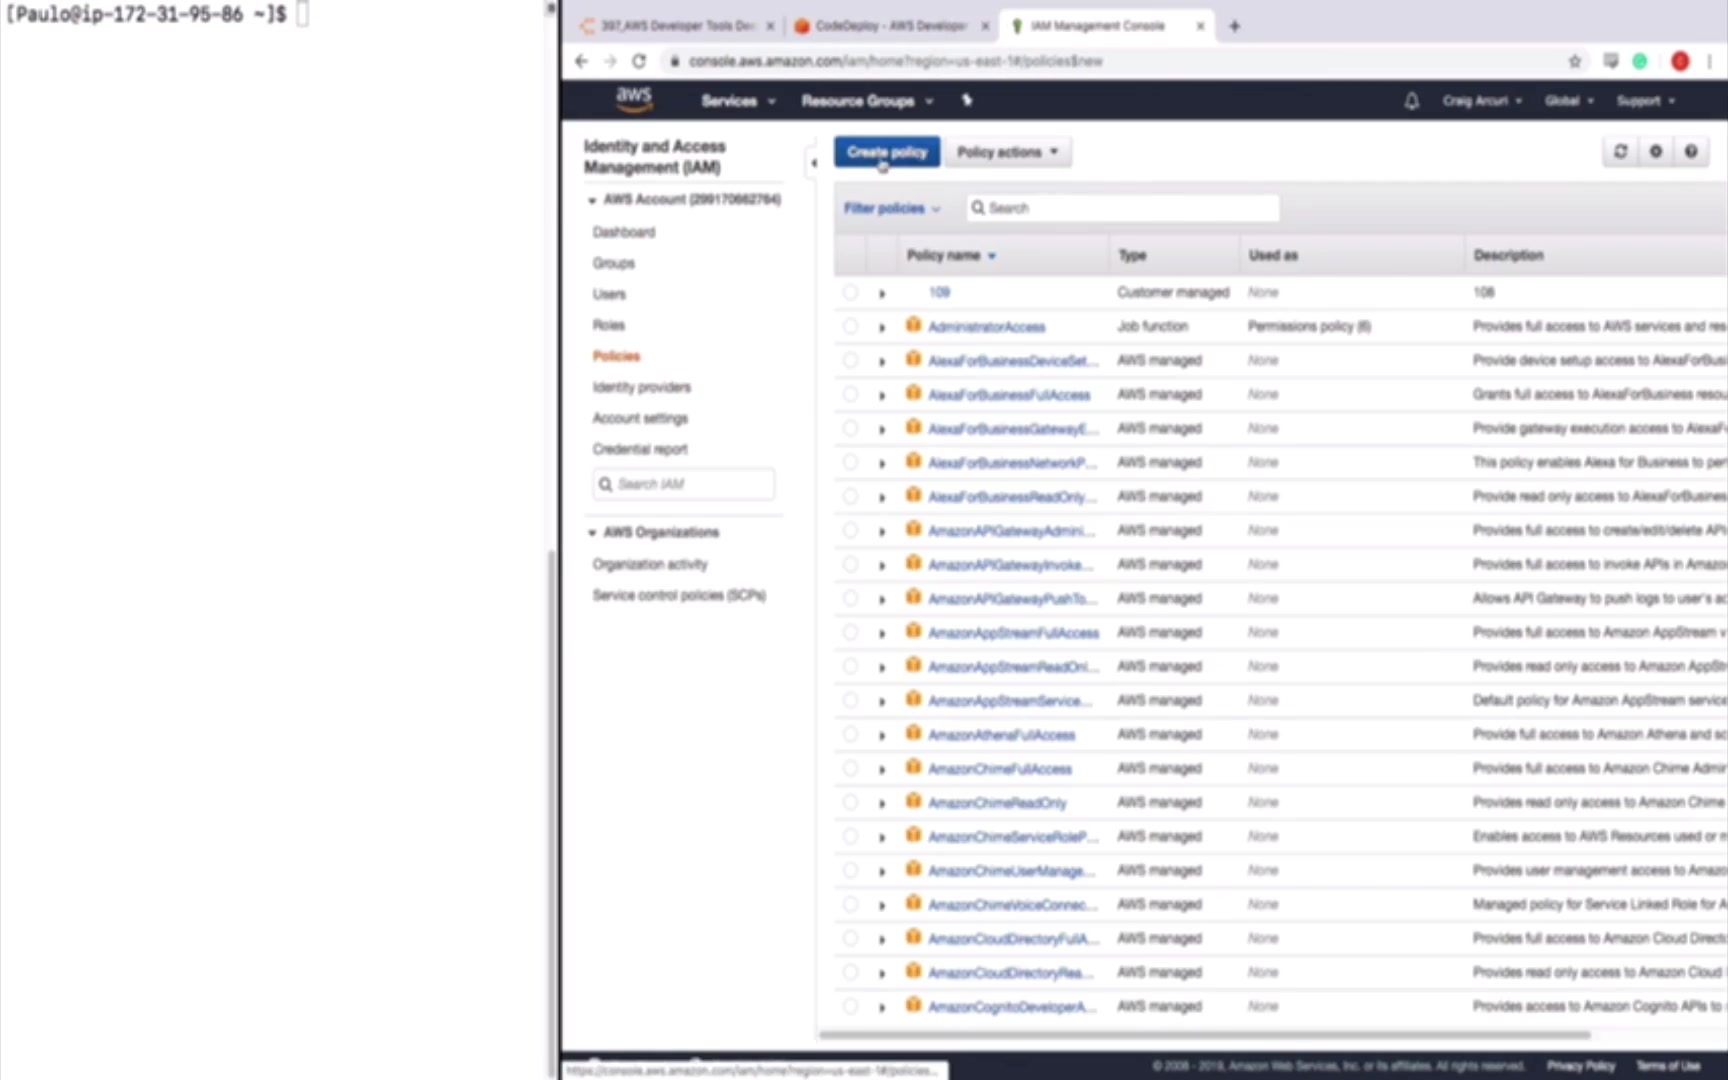 [Paulo@ip-172-31-95-86 ~]$
397_AWS Developer Tools De
CodeDeploy - AWS Developer
IAM Management Console
console.aws.amazon.com/iam/home?region=us-east-1#/policies$new
aws
Services
Resource Groups
Craig Arcuri
Global
Support
Identity and Access
Management (IAM)
AWS Account (299170662764)
Dashboard
Groups
Users
Roles
Policies
Identity providers
Account settings
Credential report
Search IAM
AWS Organizations
Organization activity
Service control policies (SCPs)
Create policy
Policy actions
Filter policies
Search
Policy name Type Used as Description
109 Customer managed None 108
AdministratorAccess Job function Permissions policy (6) Provides full access to AWS services and res
AlexaForBusinessDeviceSet... AWS managed None Provide device setup access to AlexaForBusi
AlexaForBusinessFullAccess AWS managed None Grants full access to AlexaForBusiness resou
AlexaForBusinessGatewayE... AWS managed None Provide gateway execution access to AlexaF
AlexaForBusinessNetworkP... AWS managed None This policy enables Alexa for Business to per
AlexaForBusinessReadOnly... AWS managed None Provide read only access to AlexaForBusines
AmazonAPIGatewayAdmini... AWS managed None Provides full access to create/edit/delete API
AmazonAPIGatewayInvoke... AWS managed None Provides full access to invoke APIs in Amazo
AmazonAPIGatewayPushTo... AWS managed None Allows API Gateway to push logs to user's ac
AmazonAppStreamFullAccess AWS managed None Provides full access to Amazon AppStream v
AmazonAppStreamReadOnl... AWS managed None Provides read only access to Amazon AppSt
AmazonAppStreamService... AWS managed None Default policy for Amazon AppStream service
AmazonAthenaFullAccess AWS managed None Provide full access to Amazon Athena and sc
AmazonChimeFullAccess AWS managed None Provides full access to Amazon Chime Admi
AmazonChimeReadOnly AWS managed None Provides read only access to Amazon Chime
AmazonChimeServiceRoleP... AWS managed None Enables access to AWS Resources used or m
AmazonChimeUserManage... AWS managed None Provides user management access to Amazo
AmazonChimeVoiceConnec... AWS managed None Managed policy for Service Linked Role for A
AmazonCloudDirectoryFullA... AWS managed None Provides full access to Amazon Cloud Direct
AmazonCloudDirectoryRea... AWS managed None Provides read only access to Amazon Cloud
AmazonCognitoDeveloperA... AWS managed None Provides access to Amazon Cognito APIs to
https://console.aws.amazon.com/iam/home?region=us-east-1#/policies...
© 2008 - 2019, Amazon Web Services, Inc. or its affiliates. All rights reserved.
Privacy Policy
Terms of Use